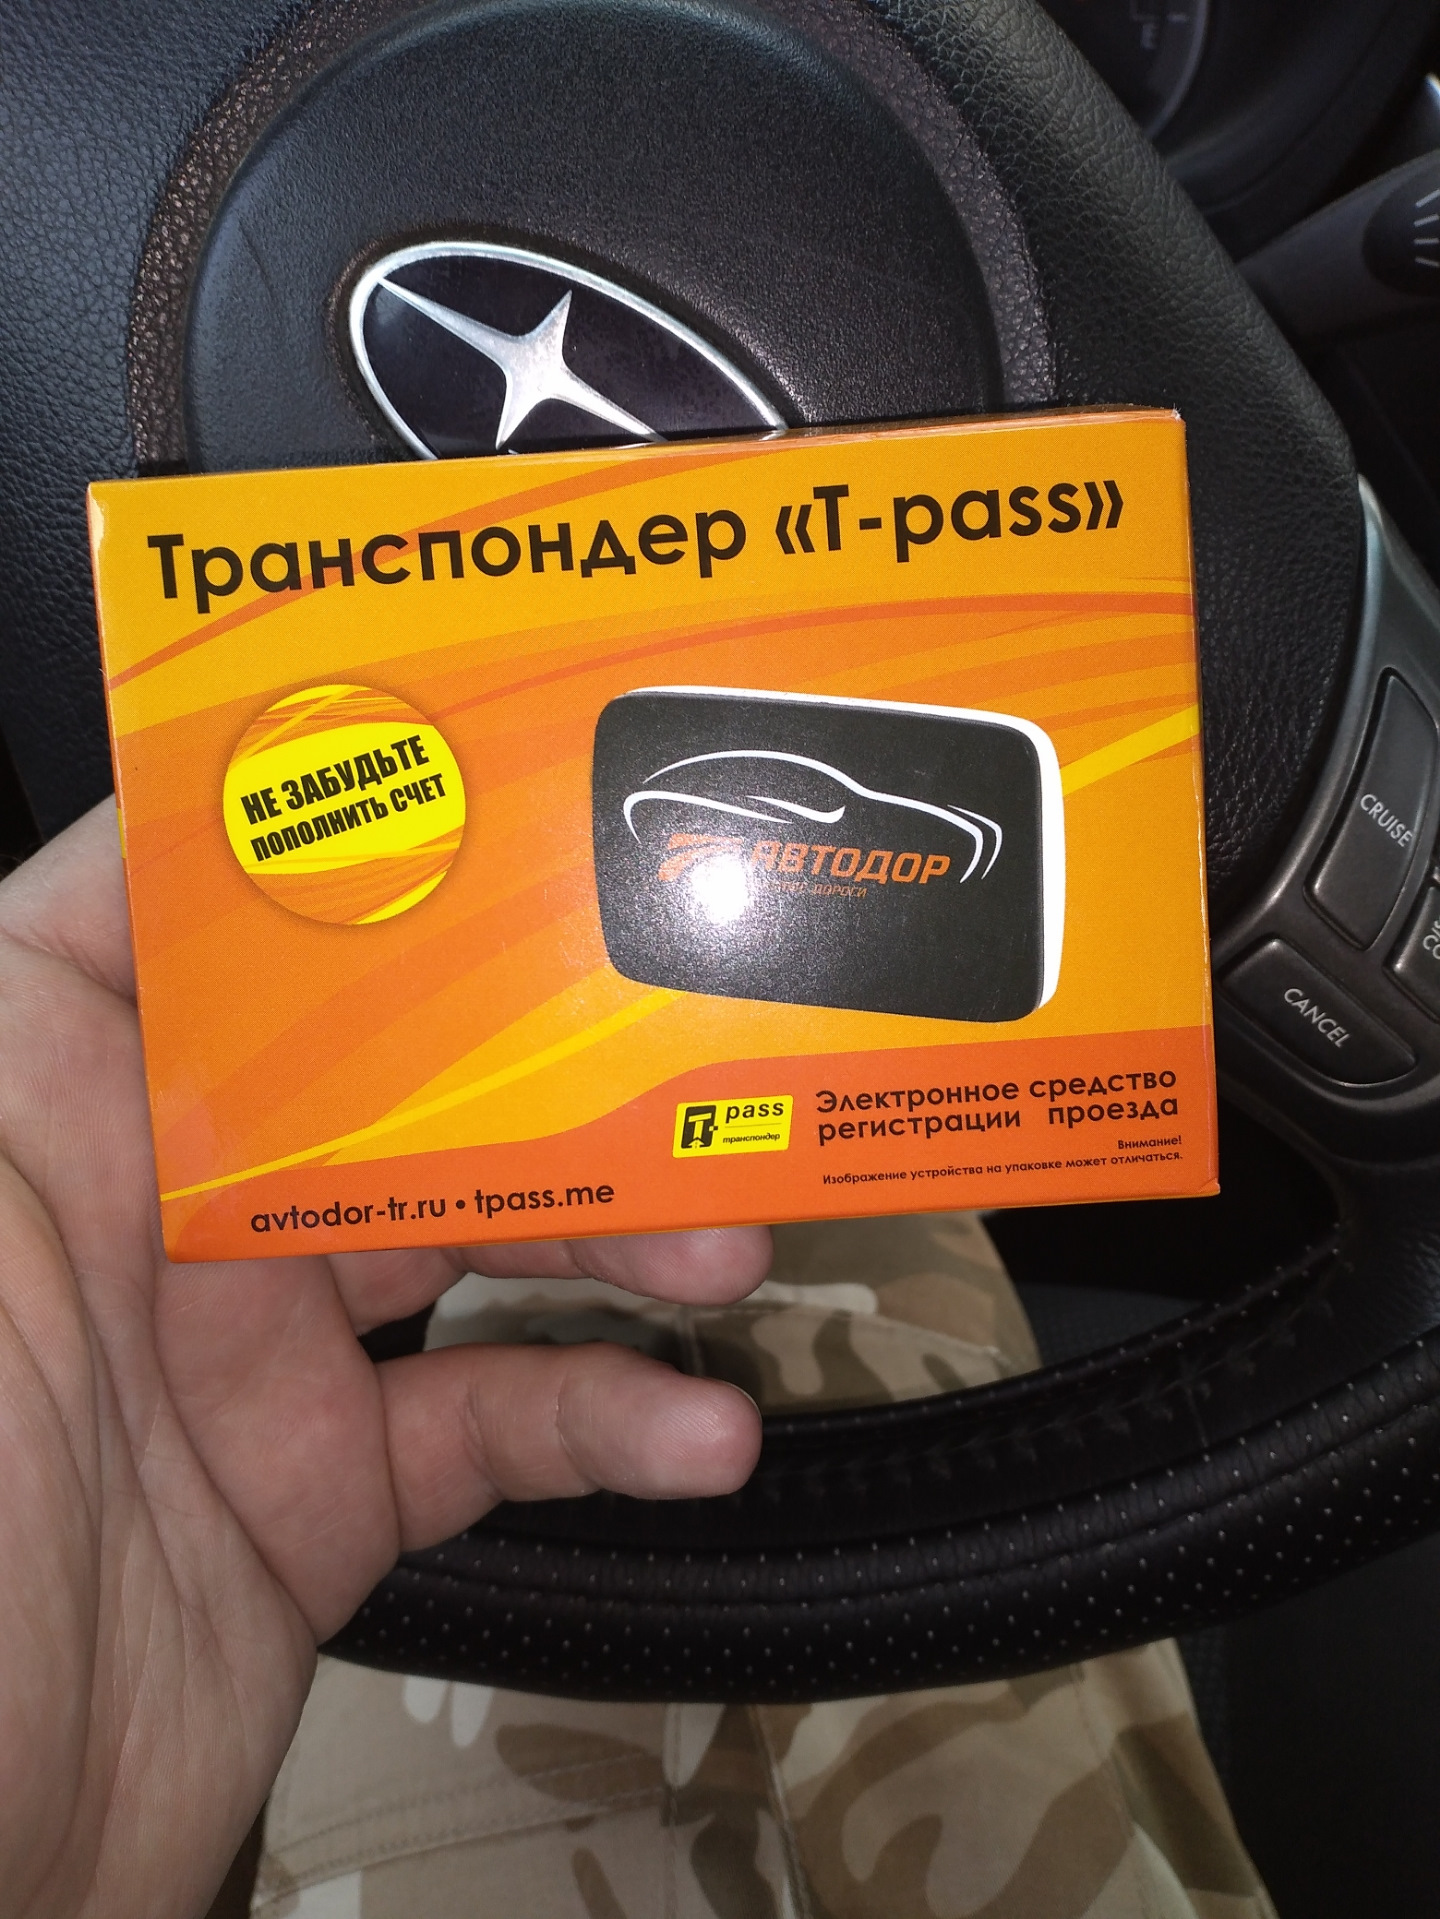 Транспондер «T-pass»
НЕ ЗАБУДЬТЕ
ПОПОЛНИТЬ СЧЕТ
АВТОДОР
ДОРОГИ
pass
транспондер
Электронное средство
регистрации проезда
Внимание!
Изображение устройства на упаковке может отличаться.
avtodor-tr.ru • tpass.me
CRUISE
CANCEL
E